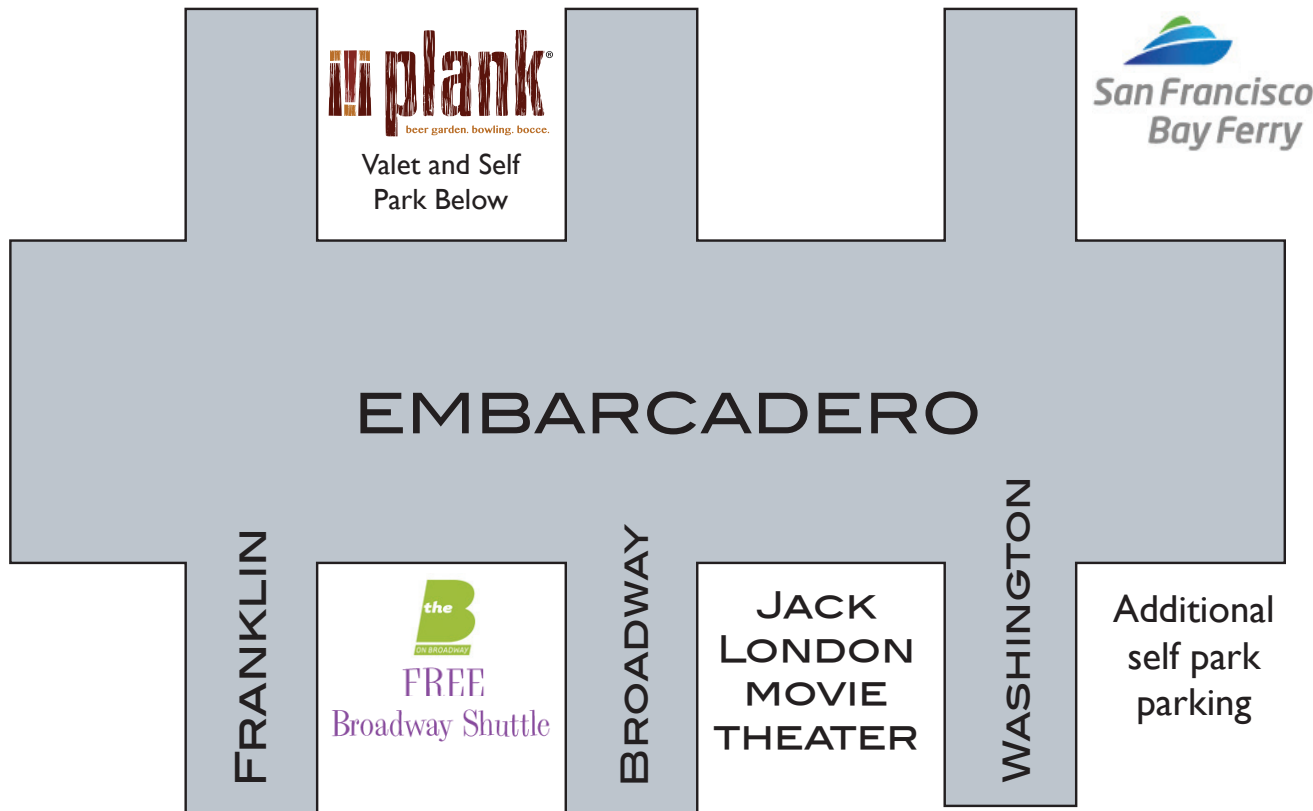 plank®
beer garden. bowling. bocce.
Valet and Self
Park Below
San Francisco
Bay Ferry
EMBARCADERO
FRANKLIN
the B
ON BROADWAY
FREE
Broadway Shuttle
BROADWAY
JACK
LONDON
MOVIE
THEATER
WASHINGTON
Additional
self park
parking